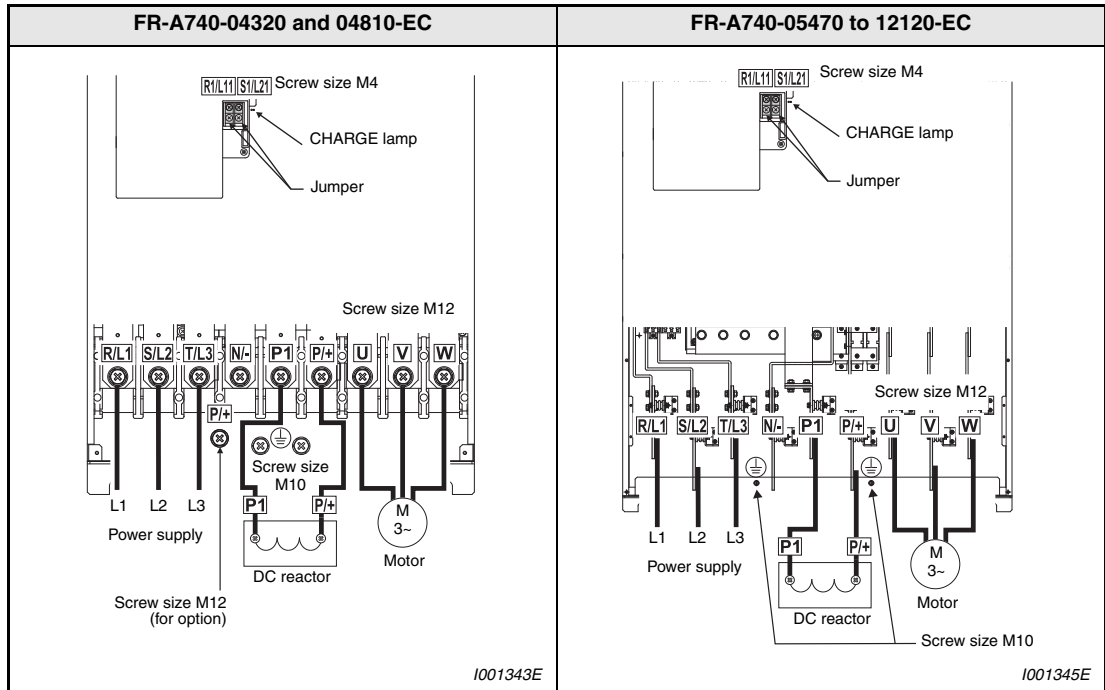 FR-A740-04320 and 04810-EC
R1/L11 S1/L21 Screw size M4
CHARGE lamp
Jumper
Screw size M12
R/L1 S/L2 T/L3 N/- P1 P/+ U V W
P/+
Screw size
M10
P1 P/+
L1 L2 L3
Power supply
M
3~
Motor
DC reactor
Screw size M12
(for option)
I001343E
FR-A740-05470 to 12120-EC
R1/L11 S1/L21 Screw size M4
CHARGE lamp
Jumper
Screw size M12
R/L1 S/L2 T/L3 N/- P1 P/+ U V W
L1 L2 L3
Power supply
P1 P/+
M
3~
Motor
DC reactor
Screw size M10
I001345E